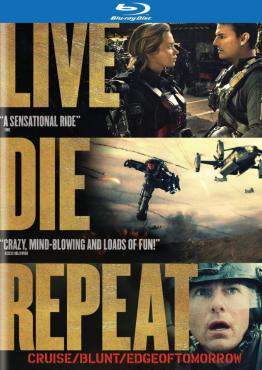 Blu-ray Disc
LIVE
"A SENSATIONAL RIDE"
DIE
"CRAZY, MIND-BLOWING AND LOADS OF FUN!"
REPEAT
CRUISE/BLUNT/EDGEOFTOMORROW